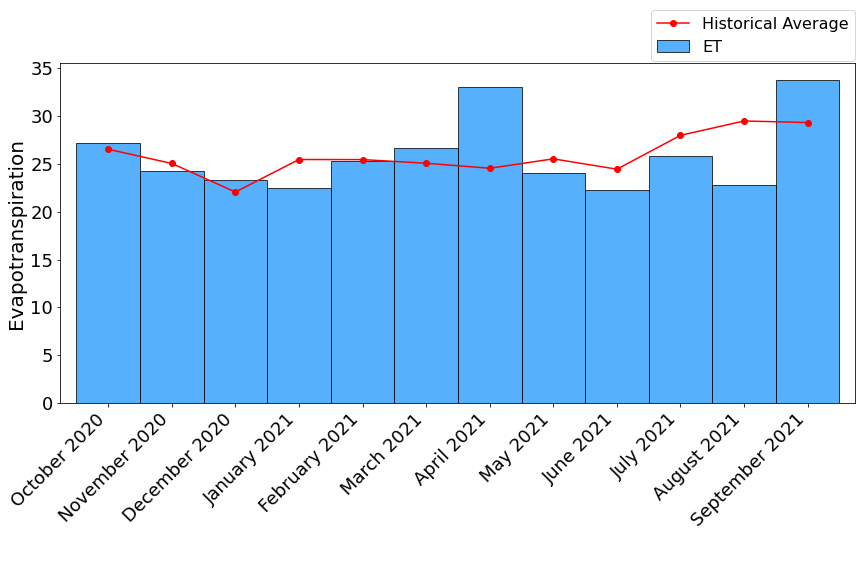 Historical Average
ET
Evapotranspiration
35
30
25
20
15
10
5
0
October 2020
November 2020
December 2020
January 2021
February 2021
March 2021
April 2021
May 2021
June 2021
July 2021
August 2021
September 2021